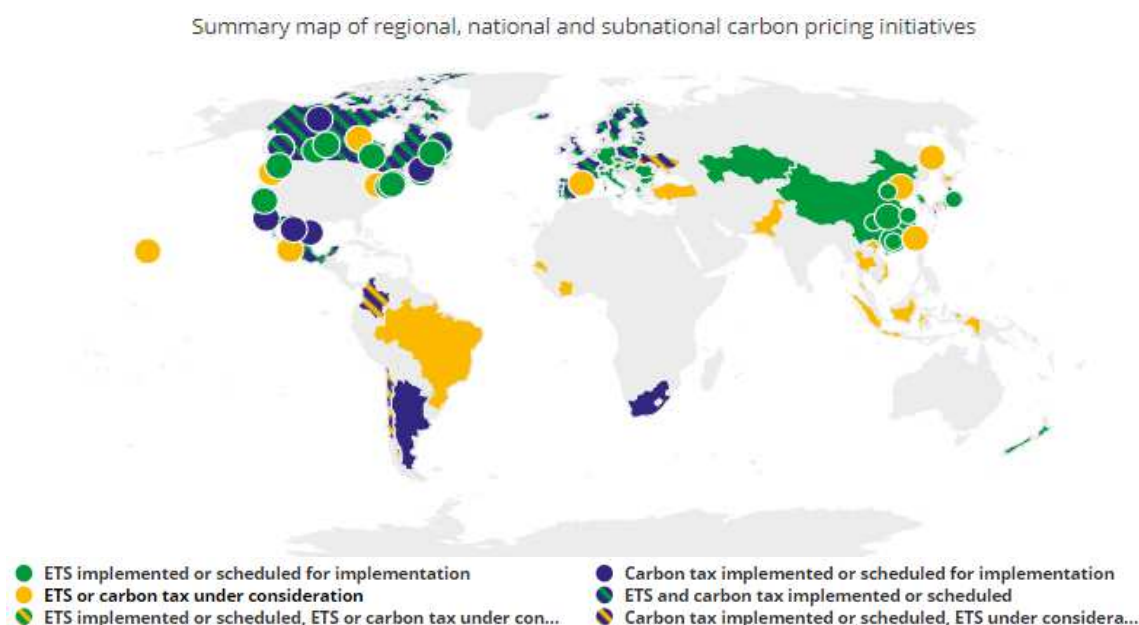 Summary map of regional, national and subnational carbon pricing initiatives
ETS implemented or scheduled for implementation
Carbon tax implemented or scheduled for implementation
ETS or carbon tax under consideration
ETS and carbon tax implemented or scheduled
ETS implemented or scheduled, ETS or carbon tax under con...
Carbon tax implemented or scheduled, ETS under considera...